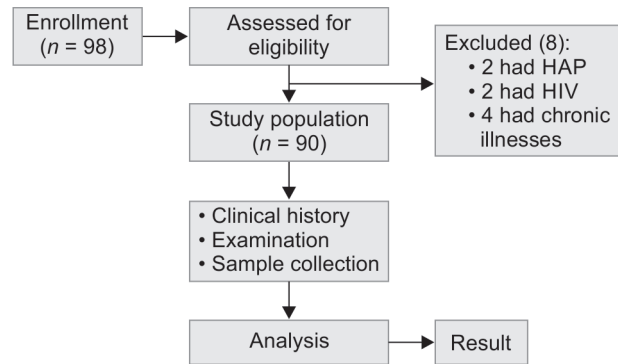 Enrollment
(n = 98)
Assessed for
eligibility
Excluded (8):
• 2 had HAP
• 2 had HIV
• 4 had chronic
illnesses
Study population
(n = 90)
• Clinical history
• Examination
• Sample collection
Analysis
Result